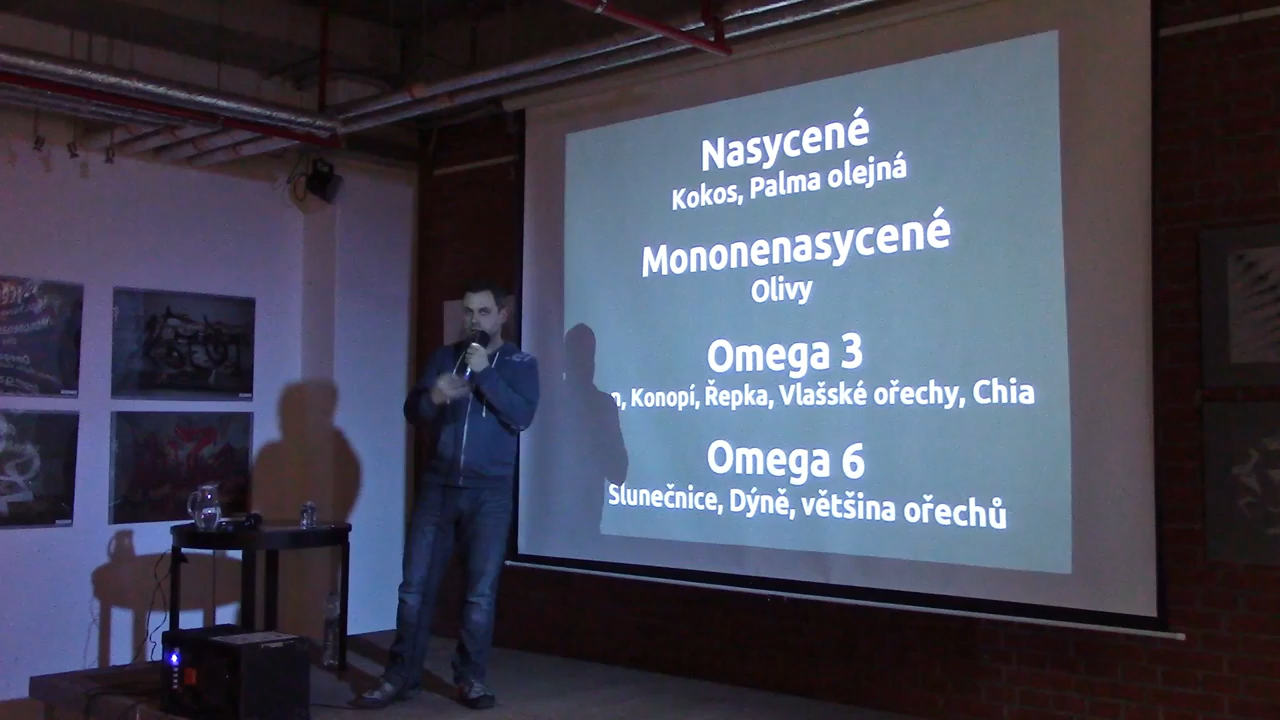 Nasycené
Kokos, Palma olejná
Mononenasycené
Olivy
Omega 3
n, Konopí, Řepka, Vlašské ořechy, Chia
Omega 6
Slunečnice, Dýně, většina ořechů